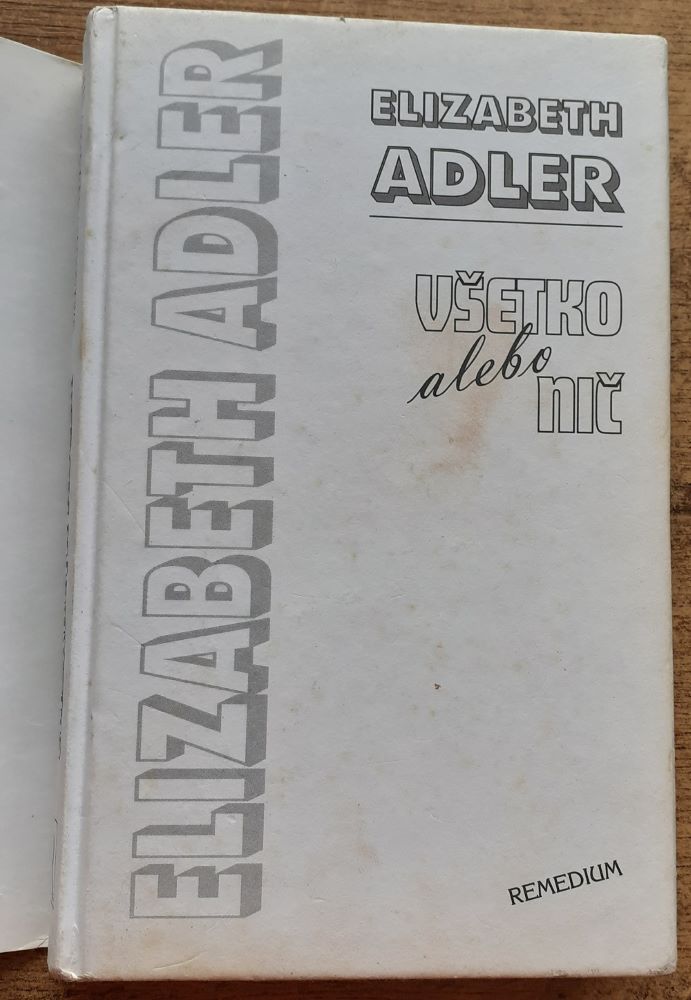 ELIZABETH ADLER
ELIZABETH
ADLER
VŠETKO
alebo
NIČ
REMEDIUM